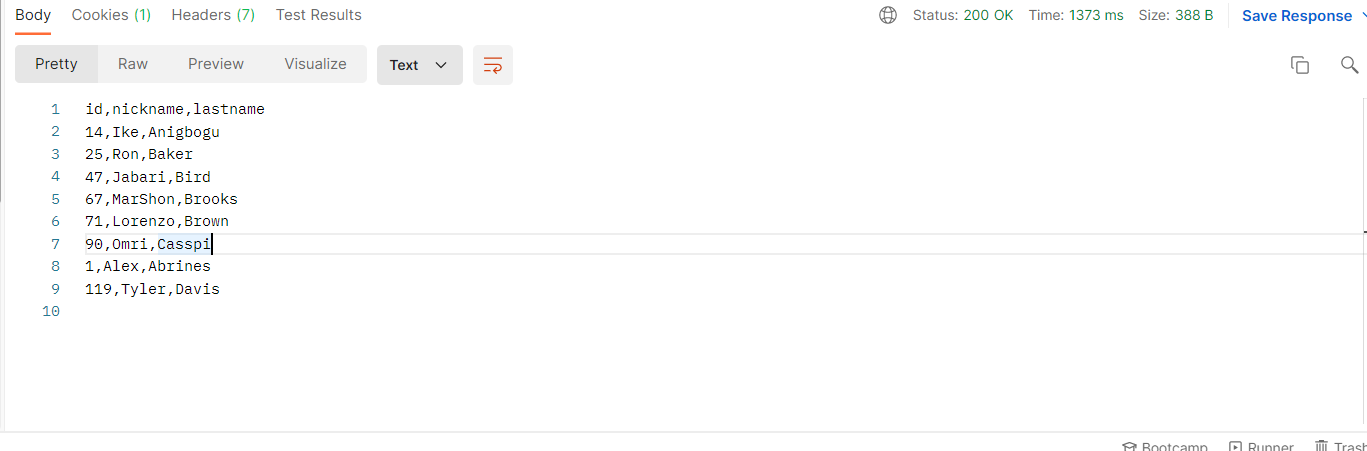 Body Cookies (1) Headers (7) Test Results Status: 200 OK Time: 1373 ms Size: 388 B Save Response
Pretty Raw Preview Visualize Text
1 id,nickname,lastname
2 14,Ike,Anigbogu
3 25,Ron,Baker
4 47,Jabari,Bird
5 67,MarShon,Brooks
6 71,Lorenzo,Brown
7 90,Omri,Casspi
8 1,Alex,Abrines
9 119,Tyler,Davis
10
Bootcamp Runner Trash